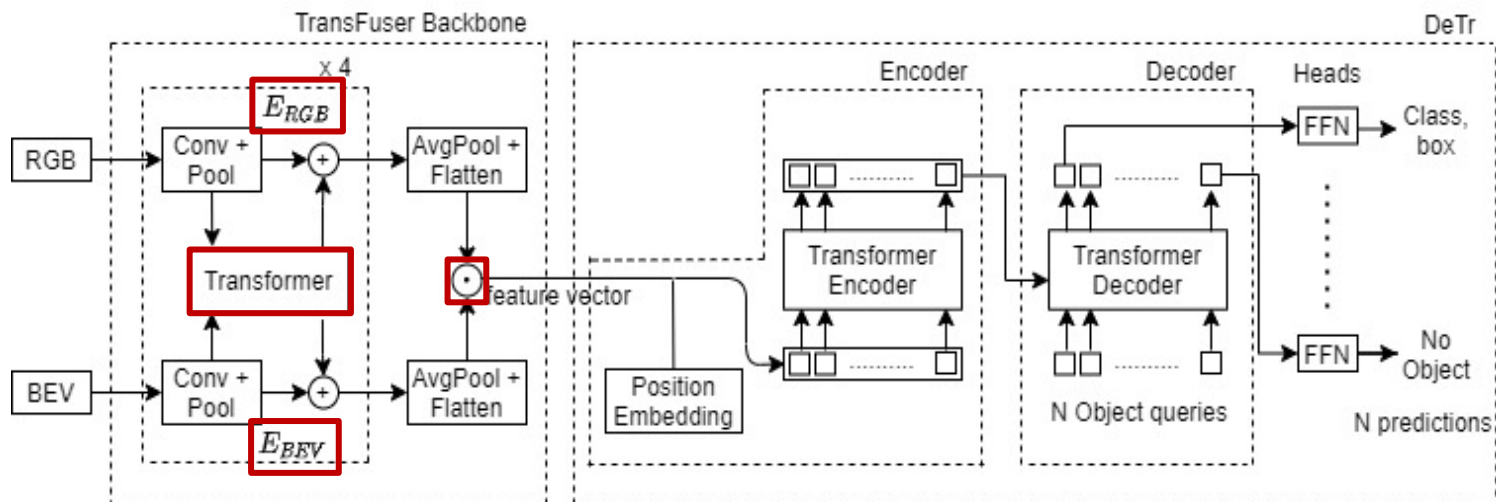 TransFuser Backbone
DeTr
x 4
Encoder
Decoder
Heads
E_RGB
RGB
Conv +
Pool
+
AvgPool +
Flatten
FFN
Class,
box
...........
...........
Transformer
feature vector
Transformer
Encoder
Transformer
Decoder
BEV
Conv +
Pool
+
AvgPool +
Flatten
E_BEV
Position
Embedding
...........
...........
N Object queries
FFN
No
Object
N predictions